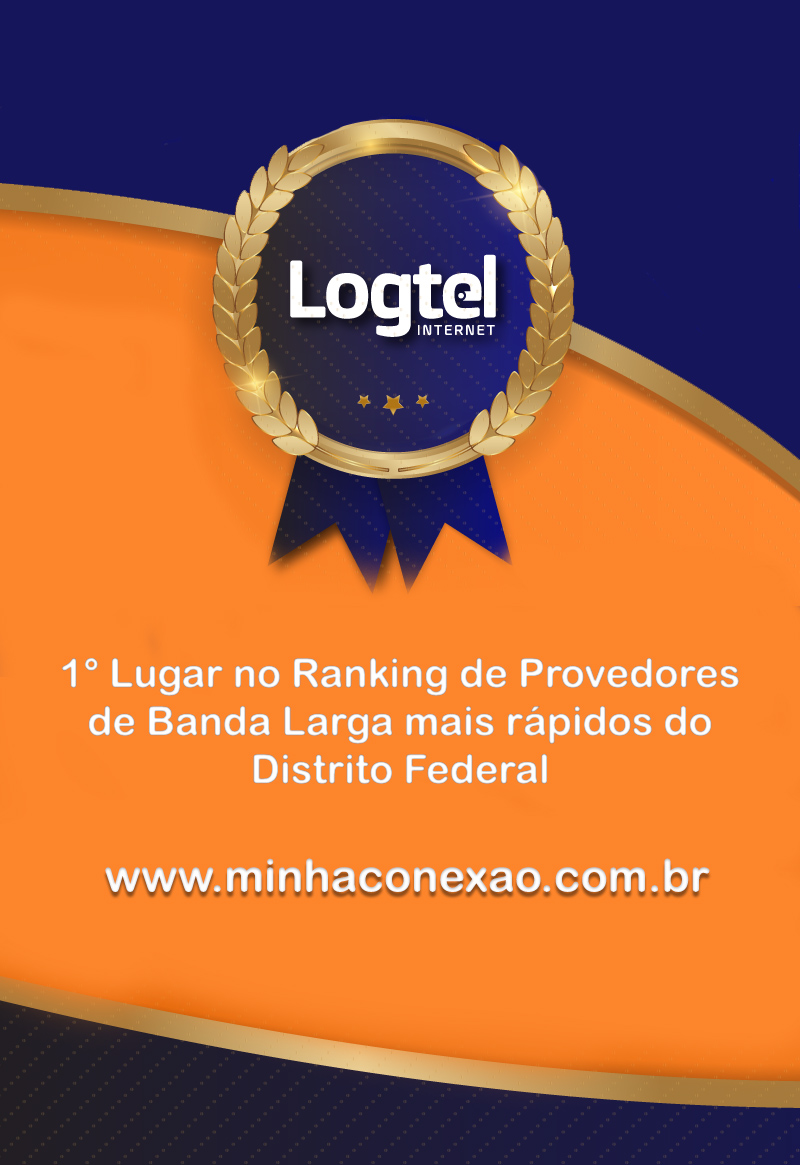 Logtel
INTERNET
1° Lugar no Ranking de Provedores
de Banda Larga mais rápidos do
Distrito Federal
www.minhaconexao.com.br